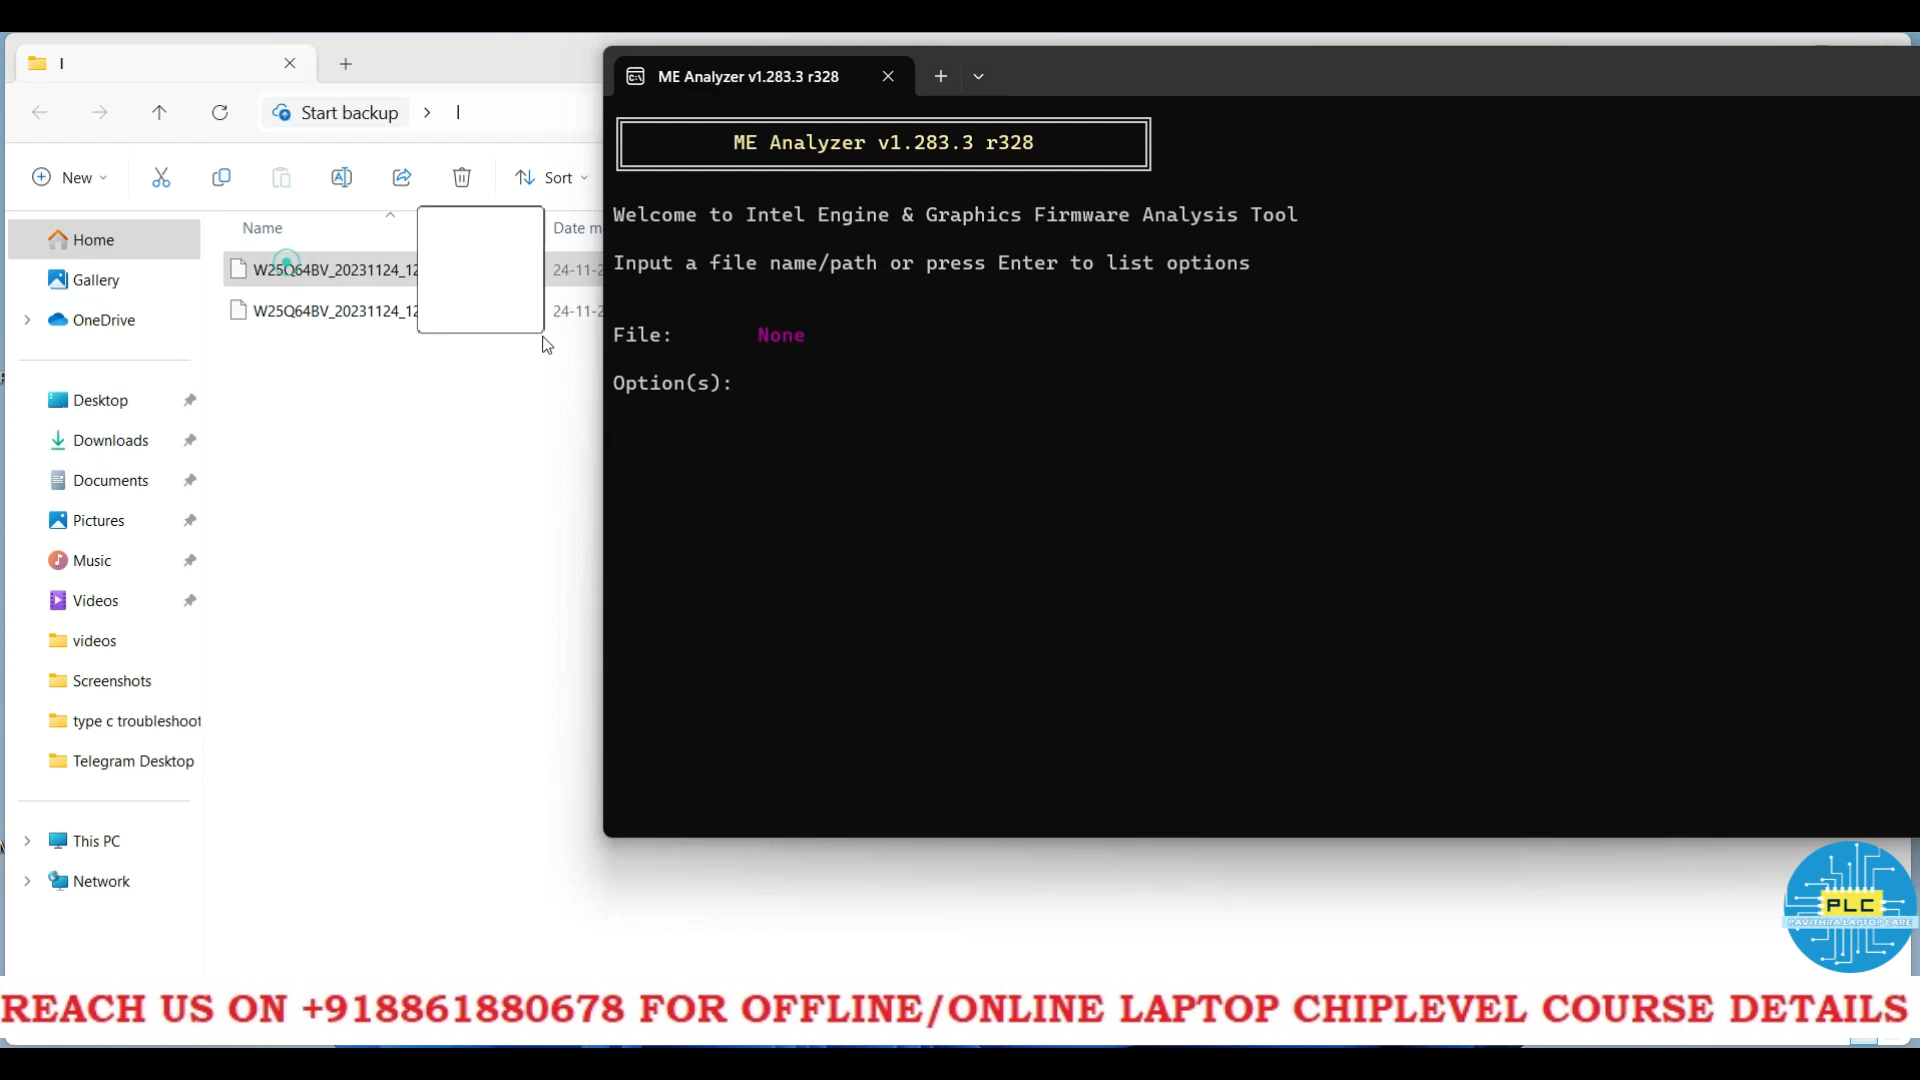 I
Start backup > I
New
Sort
Name
Date m
Home
W25Q64BV_20231124_12
24-11-2
Gallery
W25Q64BV_20231124_12
24-11-2
OneDrive
Desktop
Downloads
Documents
Pictures
Music
Videos
videos
Screenshots
type c troubleshoot
Telegram Desktop
This PC
Network
ME Analyzer v1.283.3 r328
ME Analyzer v1.283.3 r328
Welcome to Intel Engine & Graphics Firmware Analysis Tool
Input a file name/path or press Enter to list options
File: None
Option(s):
PLC
PAVITHRA LAPTOP CARE
REACH US ON +918861880678 FOR OFFLINE/ONLINE LAPTOP CHIPLEVEL COURSE DETAILS